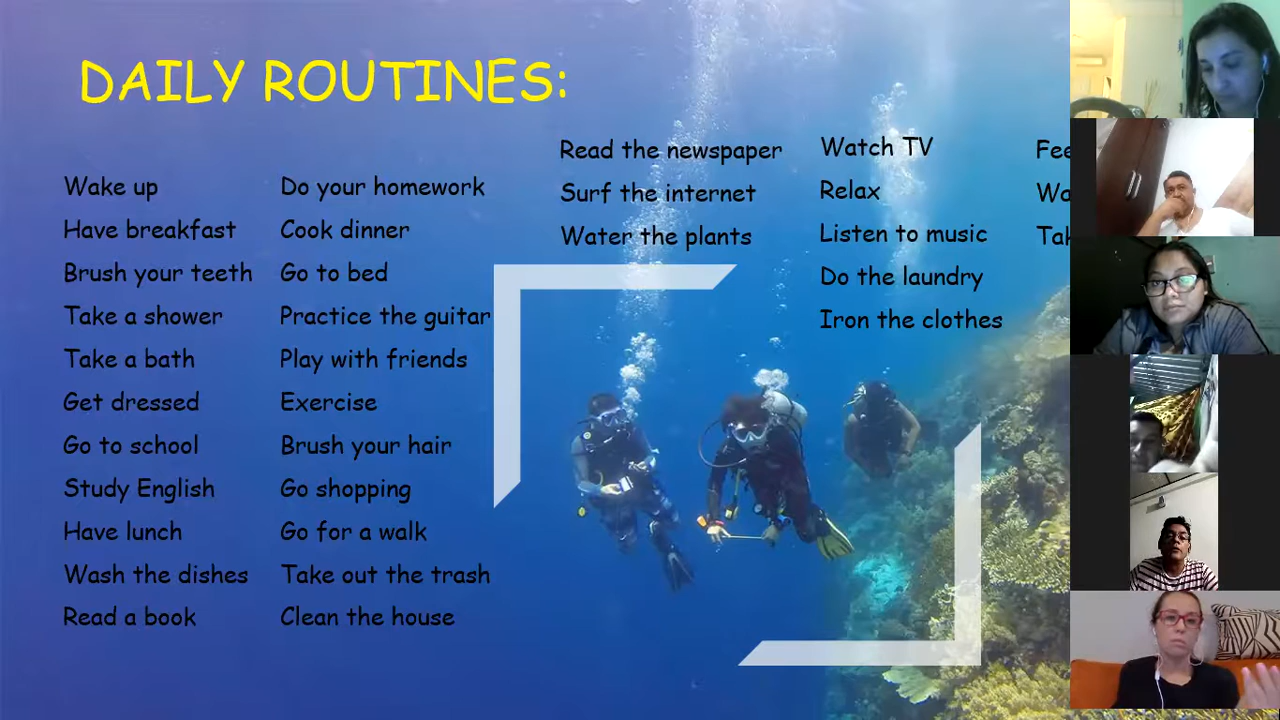 DAILY ROUTINES:
Wake up
Have breakfast
Brush your teeth
Take a shower
Take a bath
Get dressed
Go to school
Study English
Have lunch
Wash the dishes
Read a book
Do your homework
Cook dinner
Go to bed
Practice the guitar
Play with friends
Exercise
Brush your hair
Go shopping
Go for a walk
Take out the trash
Clean the house
Read the newspaper
Surf the internet
Water the plants
Watch TV
Relax
Listen to music
Do the laundry
Iron the clothes